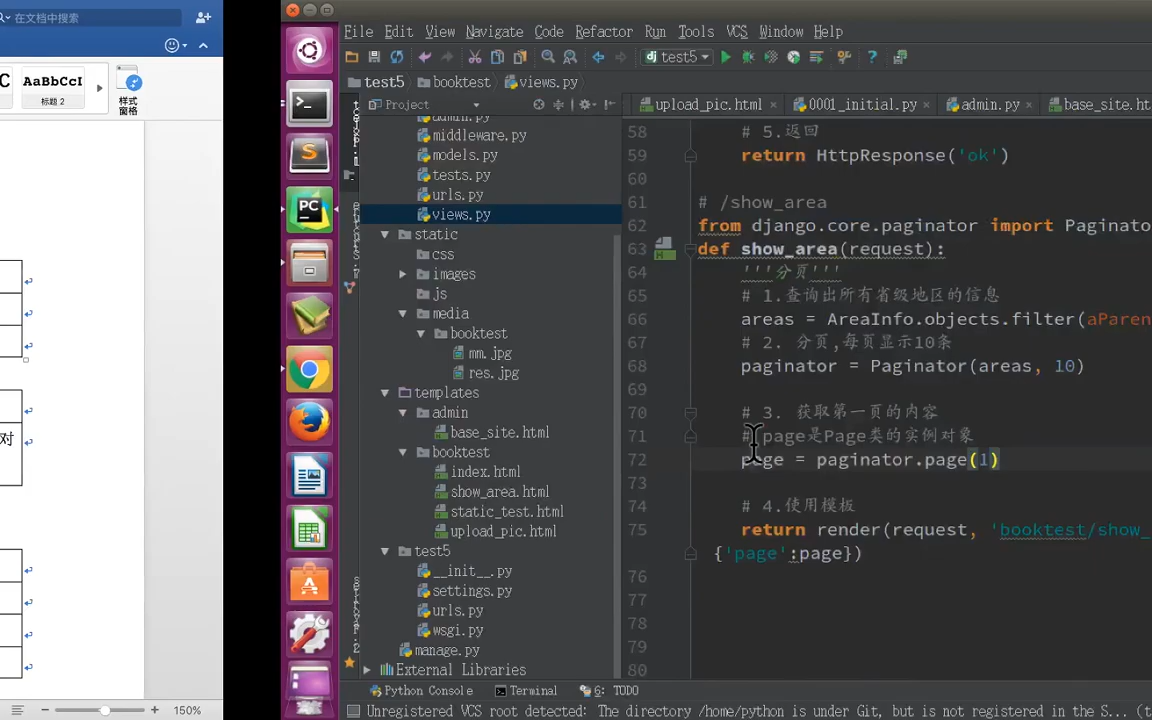 在文档中搜索
AaBbCcI
标题 2
样式
窗格
对
150%
File Edit View Navigate Code Refactor Run Tools VCS Window Help
test5
test5 booktest views.py
Project
upload_pic.html 0001_initial.py admin.py base_site.ht
admin.py
middleware.py
models.py
tests.py
urls.py
views.py
static
css
images
js
media
booktest
mm.jpg
res.jpg
templates
admin
base_site.html
booktest
index.html
show_area.html
static_test.html
upload_pic.html
test5
__init__.py
settings.py
urls.py
wsgi.py
manage.py
External Libraries
58 # 5.返回
59 return HttpResponse('ok')
60
61 # /show_area
62 from django.core.paginator import Paginato
63 def show_area(request):
64 '''分页'''
65 # 1.查询出所有省级地区的信息
66 areas = AreaInfo.objects.filter(aParen
67 # 2. 分页,每页显示10条
68 paginator = Paginator(areas, 10)
69
70 # 3. 获取第一页的内容
71 # page是Page类的实例对象
72 page = paginator.page(1)
73
74 # 4.使用模板
75 return render(request, 'booktest/show_
{'page':page})
76
77
78
79
80
Python Console Terminal 6: TODO
Unregistered VCS root detected: The directory /home/python is under Git, but is not registered in the S... (t